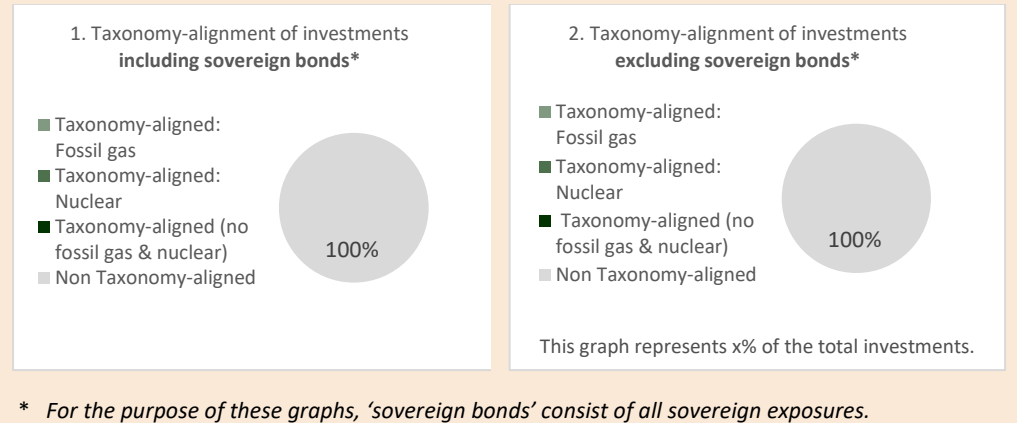 1. Taxonomy-alignment of investments
including sovereign bonds*
Taxonomy-aligned:
Fossil gas
Taxonomy-aligned:
Nuclear
Taxonomy-aligned (no
fossil gas & nuclear)
Non Taxonomy-aligned
100%
2. Taxonomy-alignment of investments
excluding sovereign bonds*
Taxonomy-aligned:
Fossil gas
Taxonomy-aligned:
Nuclear
Taxonomy-aligned (no
fossil gas & nuclear)
Non Taxonomy-aligned
100%
This graph represents x% of the total investments.
* For the purpose of these graphs, ‘sovereign bonds’ consist of all sovereign exposures.